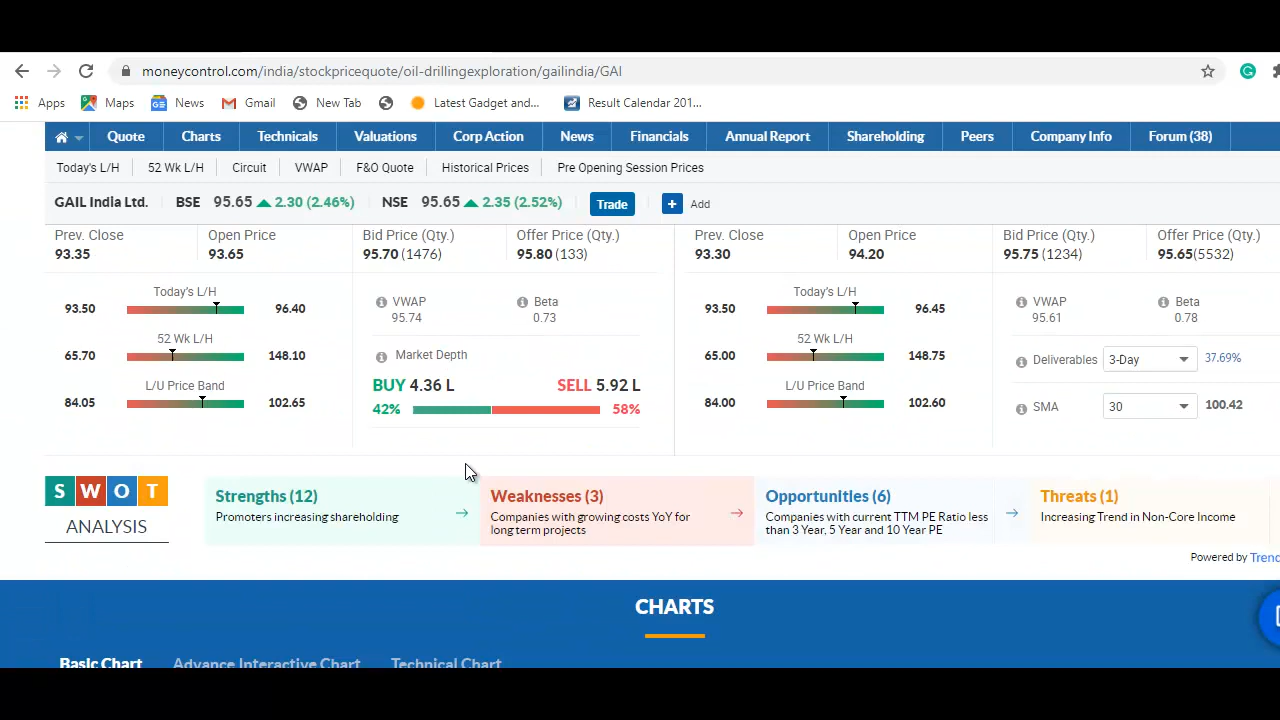 moneycontrol.com/india/stockpricequote/oil-drillingexploration/gailindia/GAI
Apps Maps News Gmail New Tab Latest Gadget and... Result Calendar 201...
Quote Charts Technicals Valuations Corp Action News Financials Annual Report Shareholding Peers Company Info Forum (38)
Today's L/H 52 Wk L/H Circuit VWAP F&O Quote Historical Prices Pre Opening Session Prices
GAIL India Ltd. BSE 95.65 2.30 (2.46%) NSE 95.65 2.35 (2.52%) Trade + Add
Prev. Close Open Price Bid Price (Qty.) Offer Price (Qty.) Prev. Close Open Price Bid Price (Qty.) Offer Price (Qty.)
93.35 93.65 95.70 (1476) 95.80 (133) 93.30 94.20 95.75 (1234) 95.65(5532)
Today's L/H VWAP Beta Today's L/H VWAP Beta
93.50 96.40 95.74 0.73 93.50 96.45 95.61 0.78
52 Wk L/H Market Depth 52 Wk L/H
65.70 148.10 65.00 148.75 Deliverables 3-Day 37.69%
L/U Price Band BUY 4.36 L SELL 5.92 L L/U Price Band
84.05 102.65 42% 58% 84.00 102.60 SMA 30 100.42
SWOT Strengths (12) Weaknesses (3) Opportunities (6) Threats (1)
ANALYSIS Promoters increasing shareholding Companies with growing costs YoY for Companies with current TTM PE Ratio less Increasing Trend in Non-Core Income
long term projects than 3 Year, 5 Year and 10 Year PE
Powered by Trend
CHARTS
Basic Chart Advance Interactive Chart Technical Chart